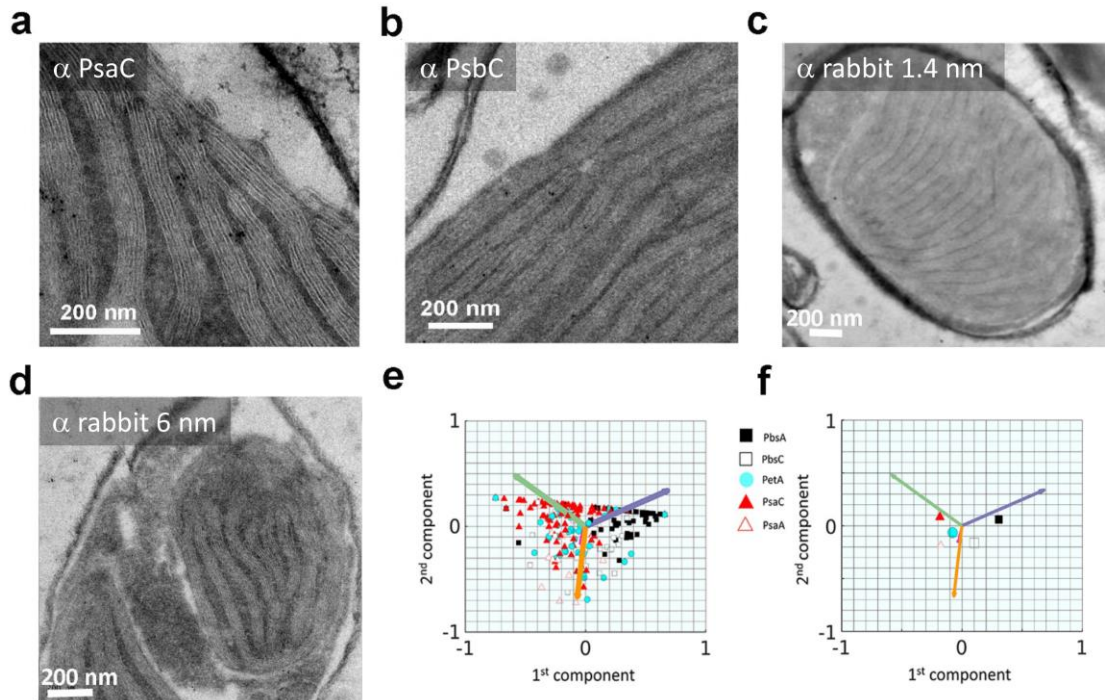 a
α PsaC
200 nm
b
α PsbC
200 nm
c
α rabbit 1.4 nm
200 nm
d
α rabbit 6 nm
200 nm
e
1
0
-1
-1 0 1
2nd component
1st component
PbsA
PbsC
PetA
PsaC
PsaA
f
1
0
-1
-1 0 1
2nd component
1st component